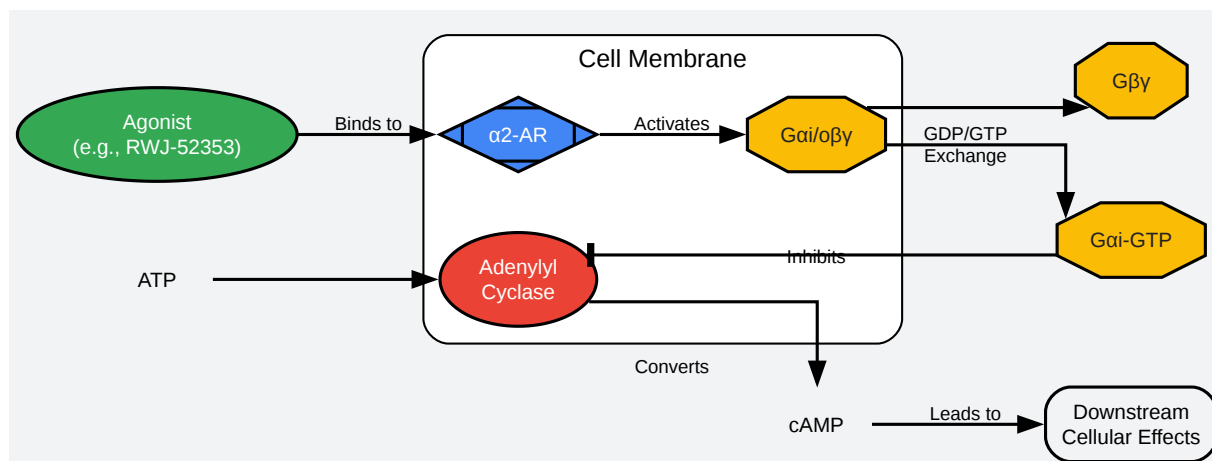 Cell Membrane
Agonist
(e.g., RWJ-52353)
Binds to
α2-AR
Activates
Gαi/oβγ
Gβγ
GDP/GTP
Exchange
Gαi-GTP
Inhibits
ATP
Adenylyl
Cyclase
Converts
cAMP
Leads to
Downstream
Cellular Effects